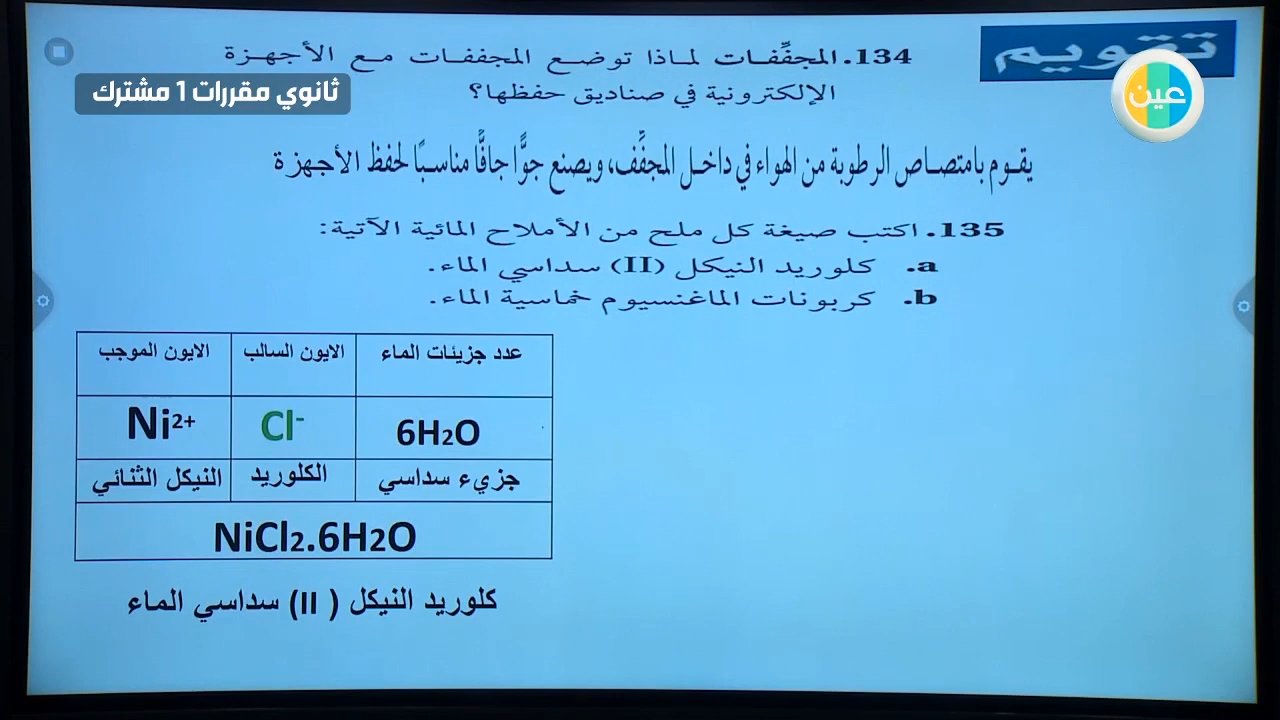 تقويم
عين
ثانوي مقررات 1 مشترك
134. المجفِّفات لماذا توضع المجففات مع الأجهزة
الإلكترونية في صناديق حفظها؟
يقوم بامتصاص الرطوبة من الهواء في داخل المجفِّف، ويصنع جوًّا جافًّا مناسبًا لحفظ الأجهزة
135. اكتب صيغة كل ملح من الأملاح المائية الآتية:
a. كلوريد النيكل (II) سداسي الماء.
b. كربونات الماغنسيوم خماسية الماء.
عدد جزيئات الماء الايون السالب الايون الموجب
6H2O Cl- Ni2+
جزيء سداسي الكلوريد النيكل الثنائي
NiCl2.6H2O
كلوريد النيكل ( II) سداسي الماء